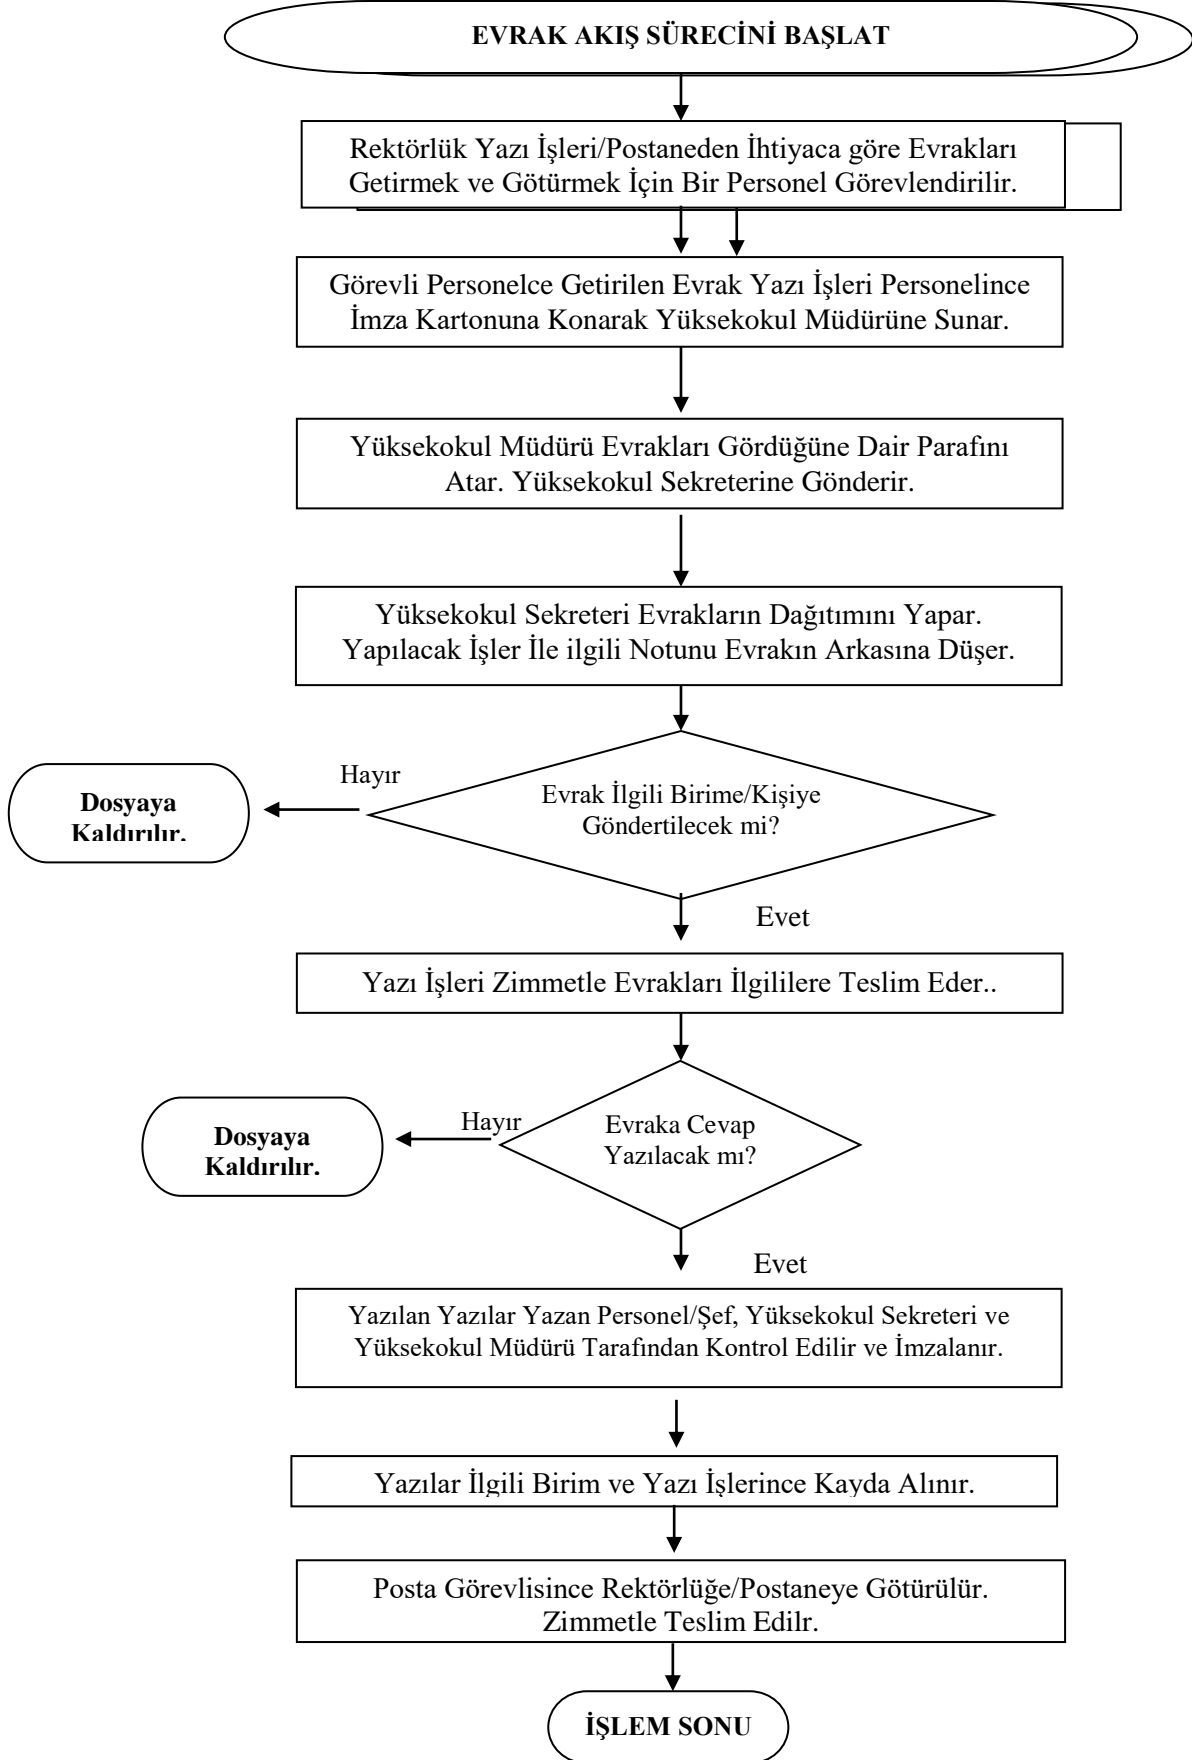 EVRAK AKIŞ SÜRECİNİ BAŞLAT
Rektörlük Yazı İşleri/Postaneden İhtiyaca göre Evrakları
Getirmek ve Götürmek İçin Bir Personel Görevlendirilir.
Görevli Personelce Getirilen Evrak Yazı İşleri Personelince
İmza Kartonuna Konarak Yüksekokul Müdürüne Sunar.
Yüksekokul Müdürü Evrakları Gördüğüne Dair Parafını
Atar. Yüksekokul Sekreterine Gönderir.
Yüksekokul Sekreteri Evrakların Dağıtımını Yapar.
Yapılacak İşler İle ilgili Notunu Evrakın Arkasına Düşer.
Hayır
Dosyaya
Kaldırılır.
Evrak İlgili Birime/Kişiye
Göndertilecek mi?
Evet
Yazı İşleri Zimmetle Evrakları İlgililere Teslim Eder..
Hayır
Dosyaya
Kaldırılır.
Evraka Cevap
Yazılacak mı?
Evet
Yazılan Yazılar Yazan Personel/Şef, Yüksekokul Sekreteri ve
Yüksekokul Müdürü Tarafından Kontrol Edilir ve İmzalanır.
Yazılar İlgili Birim ve Yazı İşlerince Kayda Alınır.
Posta Görevlisince Rektörlüğe/Postaneye Götürülür.
Zimmetle Teslim Edilr.
İŞLEM SONU